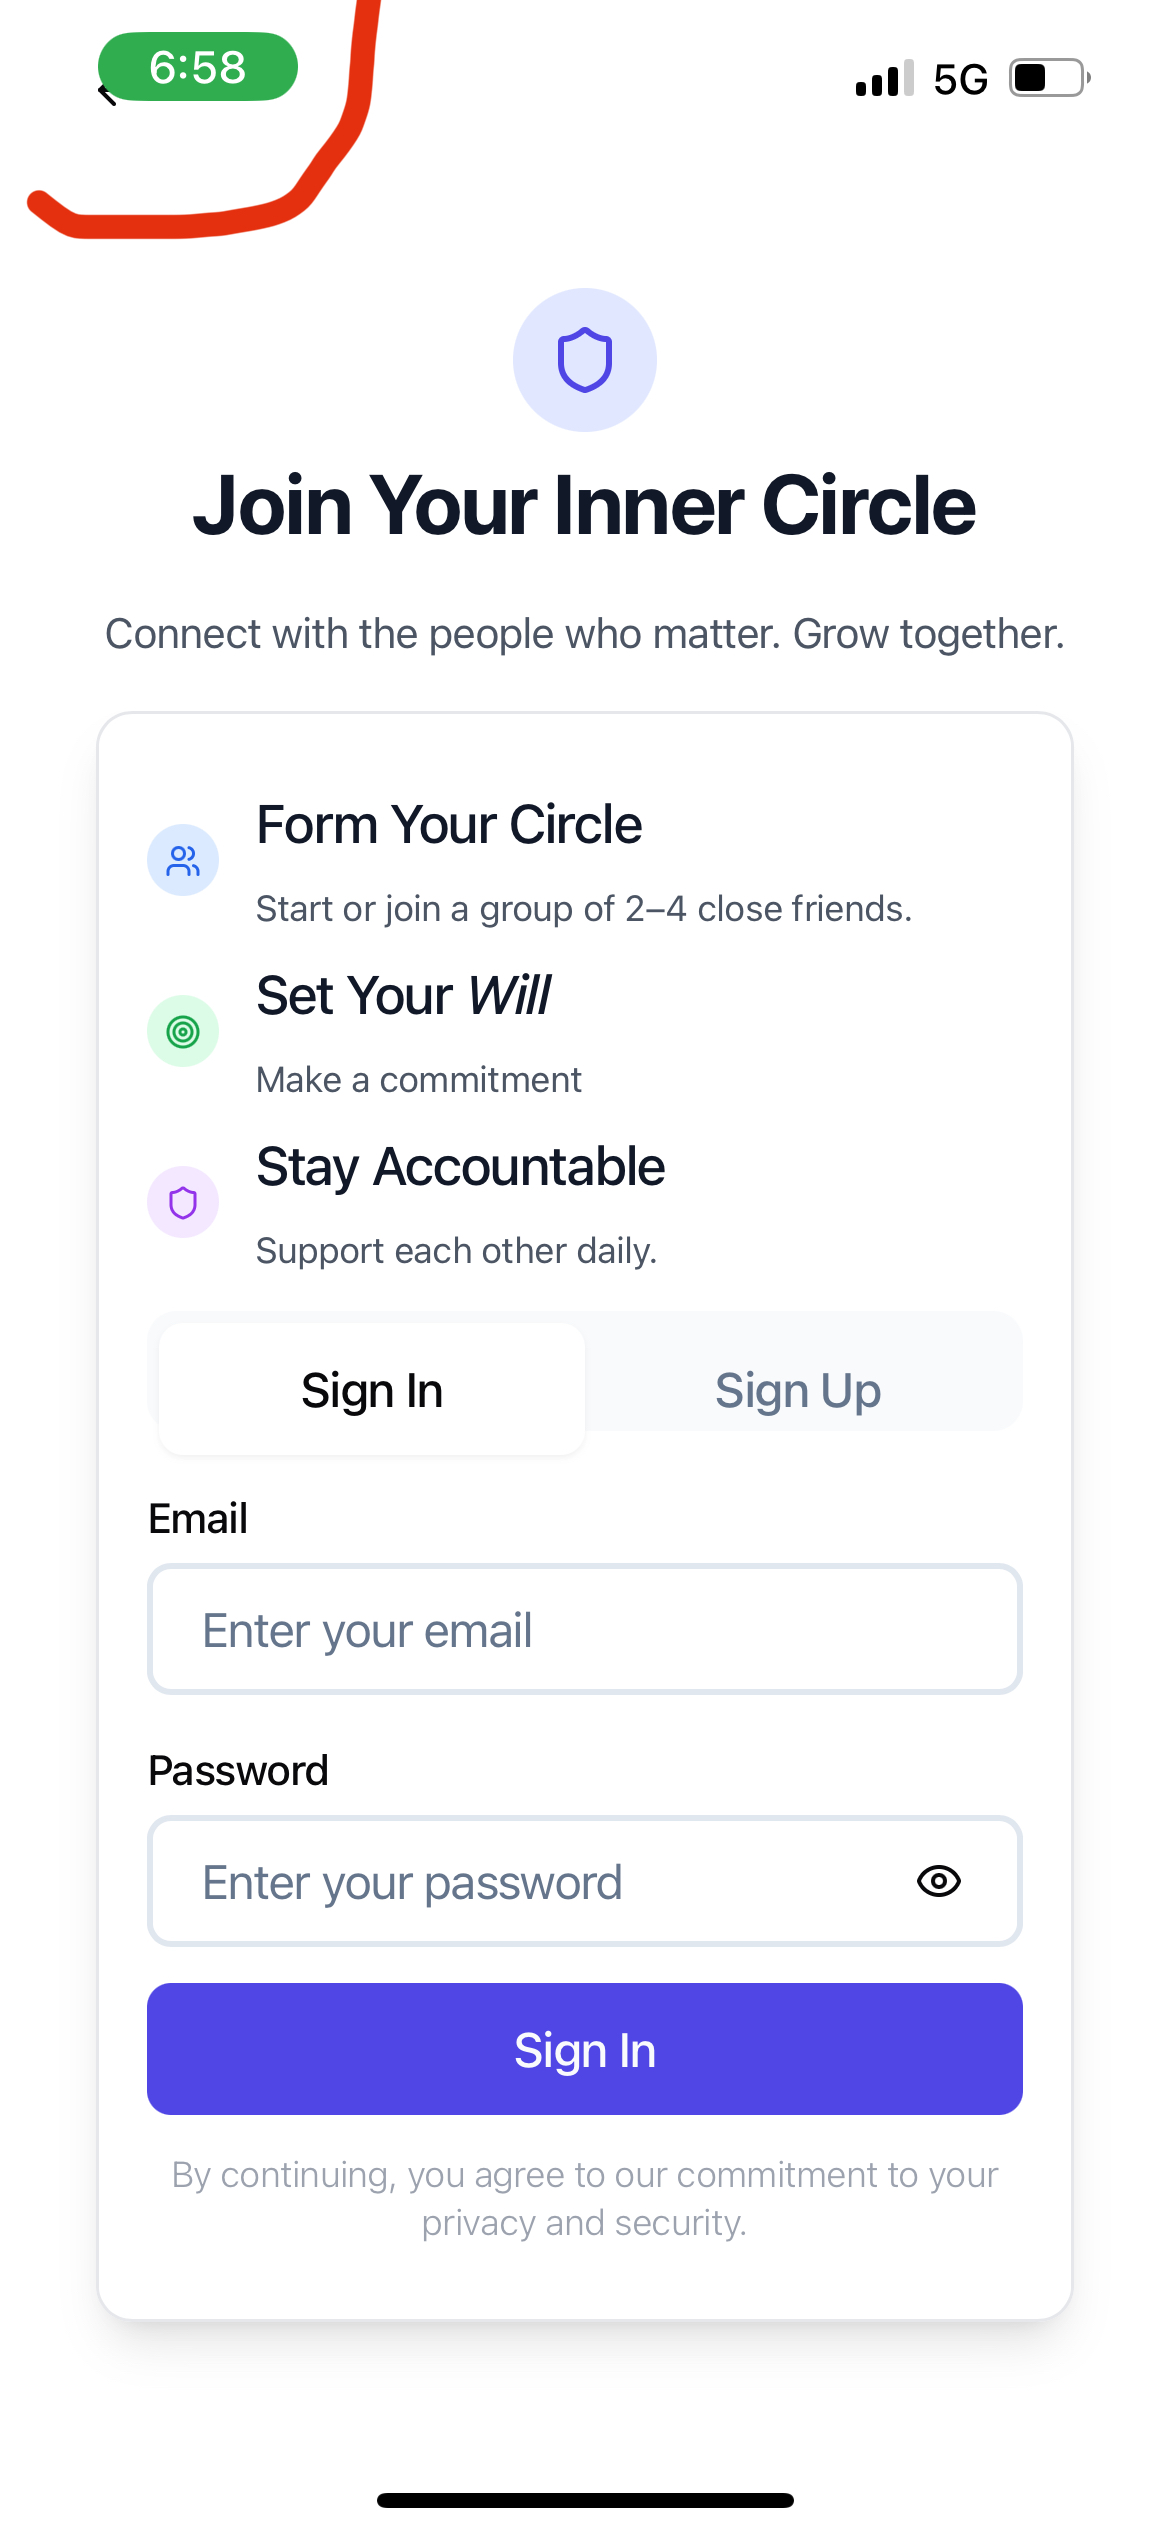 6:58
5G
Join Your Inner Circle
Connect with the people who matter. Grow together.
Form Your Circle
Start or join a group of 2–4 close friends.
Set Your Will
Make a commitment
Stay Accountable
Support each other daily.
Sign In
Sign Up
Email
Enter your email
Password
Enter your password
Sign In
By continuing, you agree to our commitment to your
privacy and security.